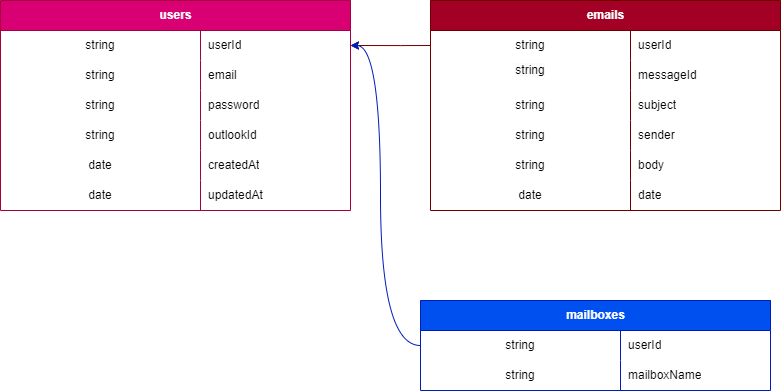 users
string userId
string email
string password
string outlookId
date createdAt
date updatedAt
emails
string userId
string messageId
string subject
string sender
string body
date date
mailboxes
string userId
string mailboxName